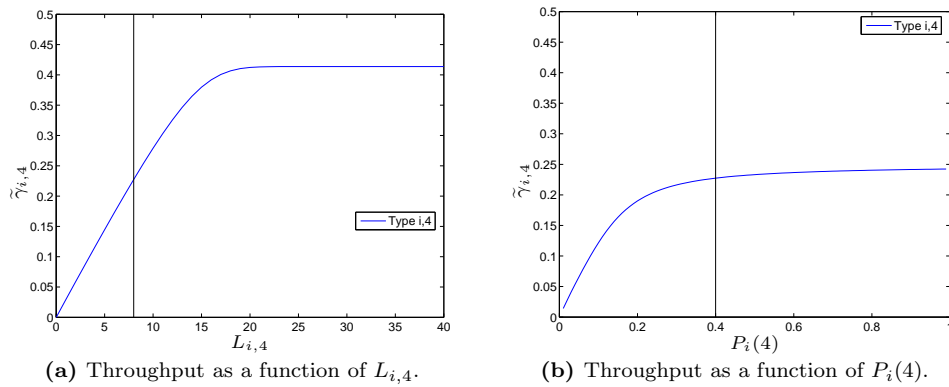 0.5
0.45
0.4
0.35
0.3
0.25
0.2
0.15
0.1
0.05
0
γ̃i,4
Type i,4
0 5 10 15 20 25 30 35 40
Li,4
(a) Throughput as a function of Li,4.
0.5
0.45
0.4
0.35
0.3
0.25
0.2
0.15
0.1
0.05
0
γ̃i,4
Type i,4
0 0.2 0.4 0.6 0.8 1
Pi(4)
(b) Throughput as a function of Pi(4).